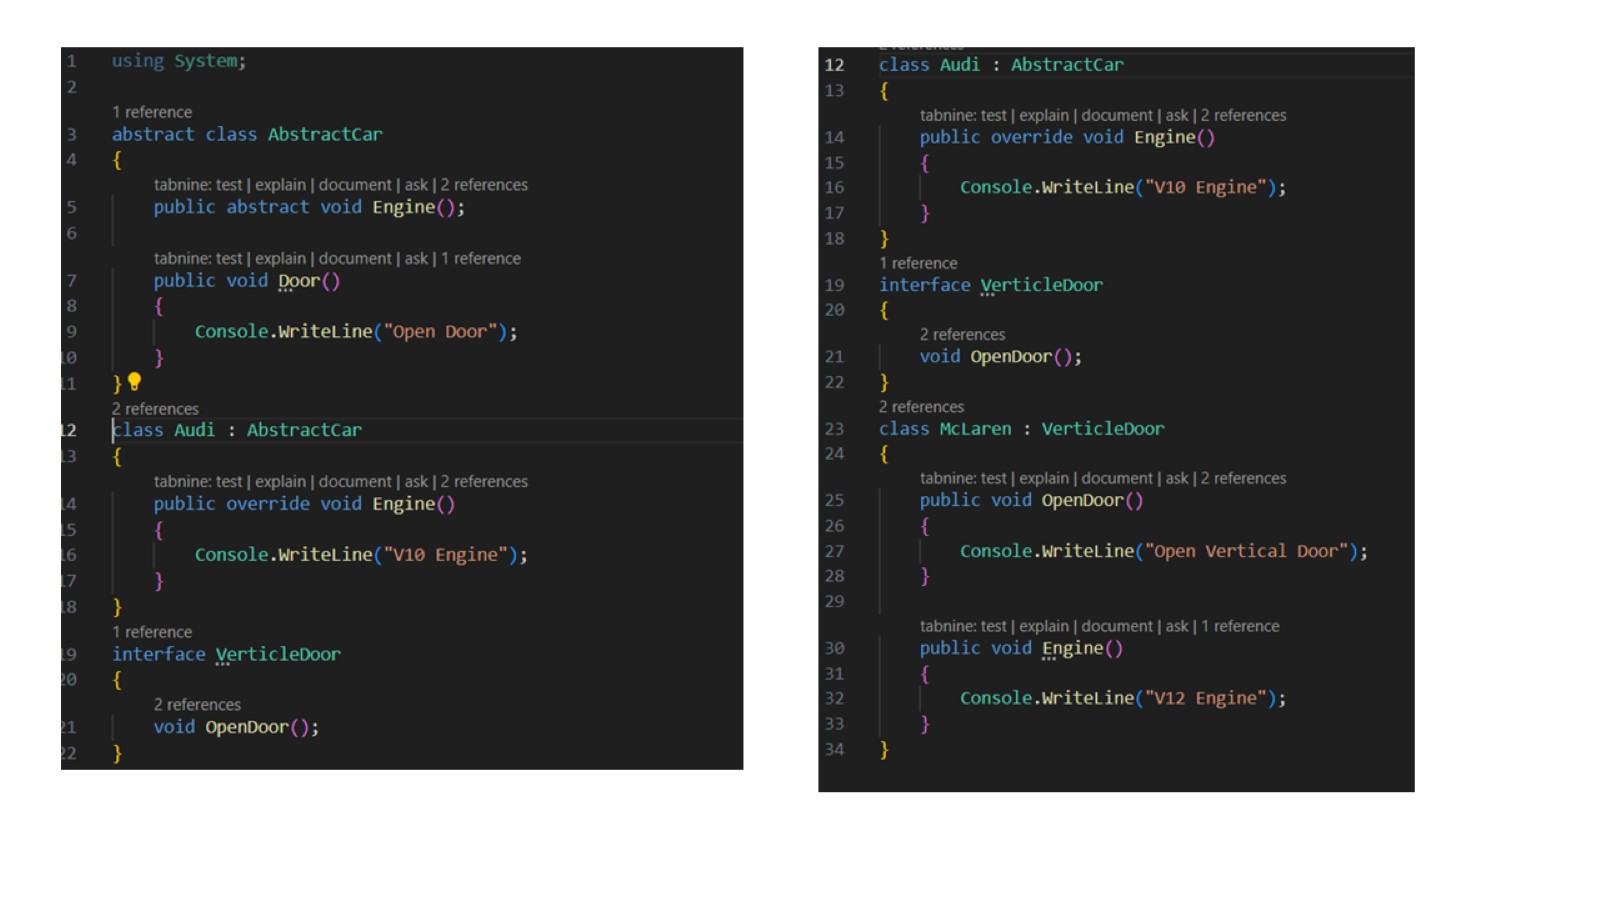 1 using System;
2
1 reference
3 abstract class AbstractCar
4 {
tabnine: test | explain | document | ask | 2 references
5 public abstract void Engine();
6
tabnine: test | explain | document | ask | 1 reference
7 public void Door()
8 {
9 Console.WriteLine("Open Door");
10 }
11 }
2 references
12 class Audi : AbstractCar
13 {
tabnine: test | explain | document | ask | 2 references
14 public override void Engine()
15 {
16 Console.WriteLine("V10 Engine");
17 }
18 }
1 reference
19 interface VerticleDoor
20 {
2 references
21 void OpenDoor();
22 }
2 references
12 class Audi : AbstractCar
13 {
tabnine: test | explain | document | ask | 2 references
14 public override void Engine()
15 {
16 Console.WriteLine("V10 Engine");
17 }
18 }
1 reference
19 interface VerticleDoor
20 {
2 references
21 void OpenDoor();
22 }
2 references
23 class McLaren : VerticleDoor
24 {
tabnine: test | explain | document | ask | 2 references
25 public void OpenDoor()
26 {
27 Console.WriteLine("Open Vertical Door");
28 }
29
tabnine: test | explain | document | ask | 1 reference
30 public void Engine()
31 {
32 Console.WriteLine("V12 Engine");
33 }
34 }